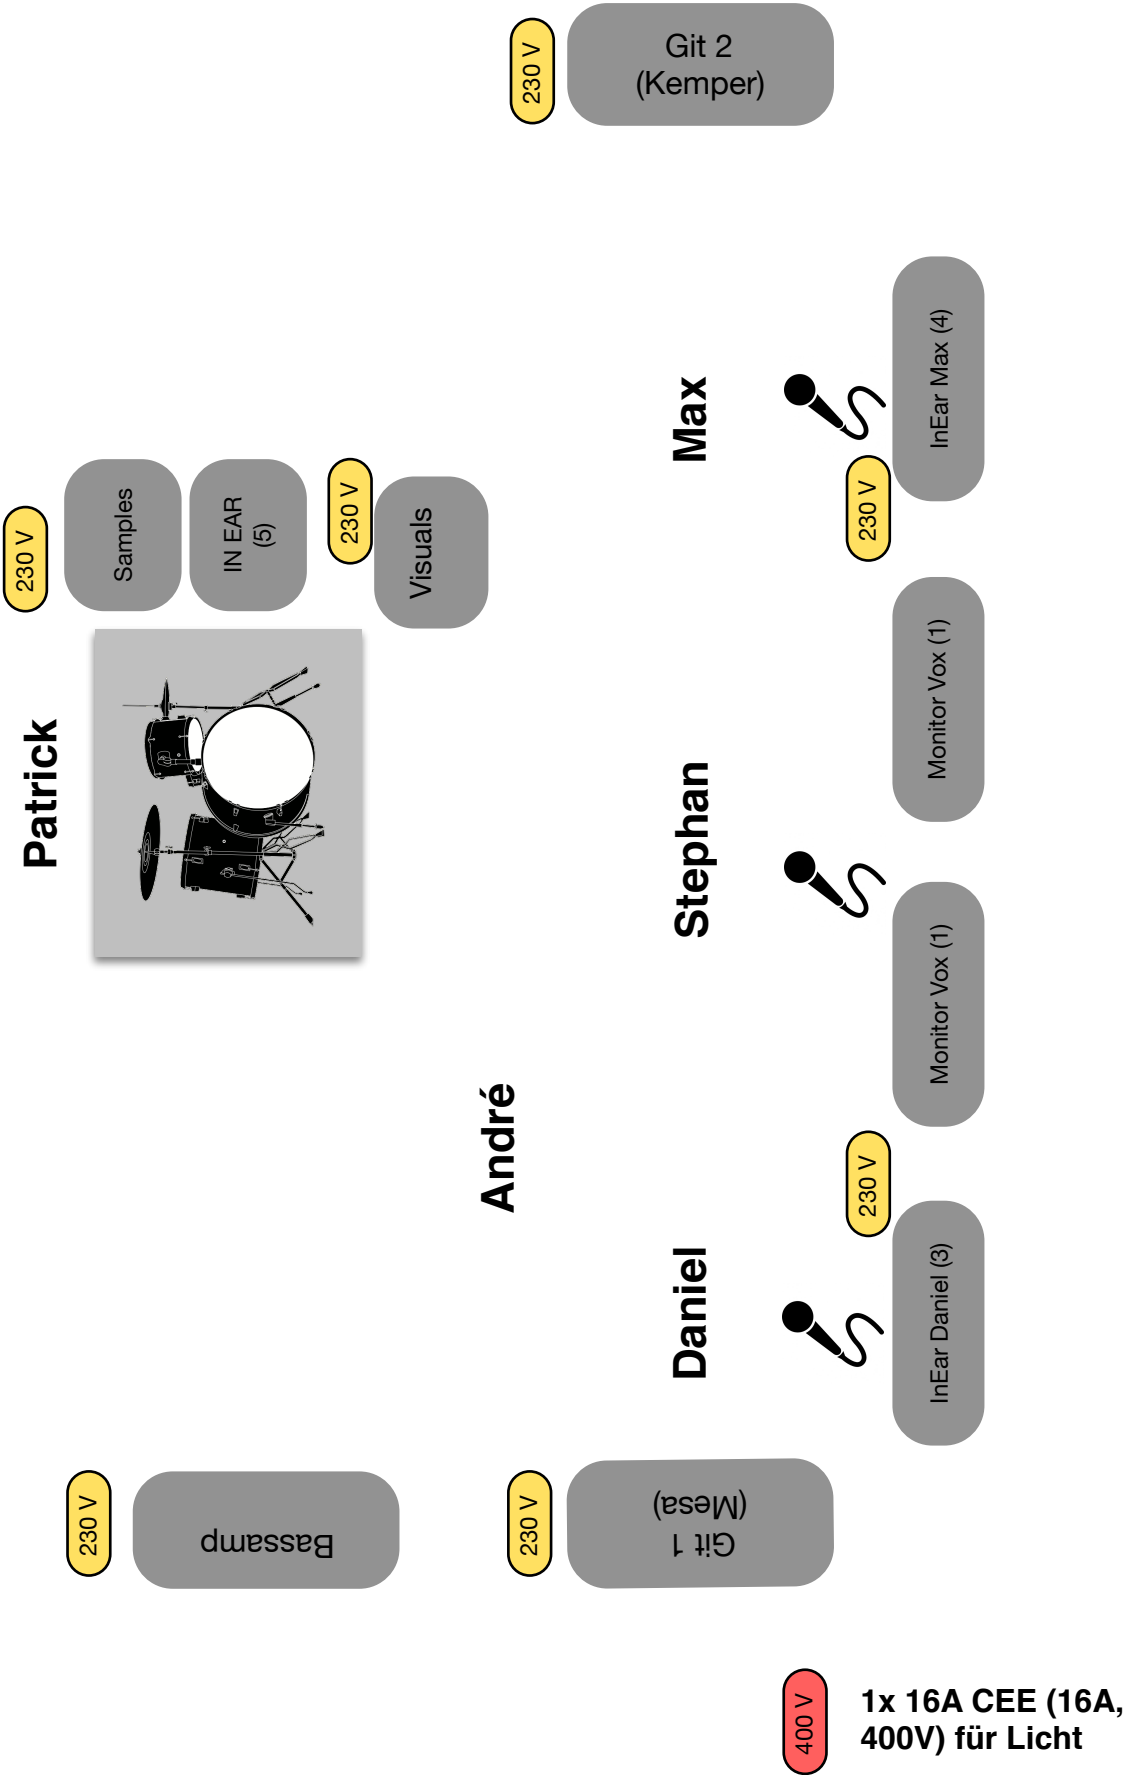 230 V
Git 2
(Kemper)
230 V
Samples
IN EAR
(5)
230 V
Visuals
Patrick
Max
230 V
InEar Max (4)
Stephan
Monitor Vox (1)
Monitor Vox (1)
André
Daniel
230 V
InEar Daniel (3)
230 V
Bassamp
230 V
Git 1
(Mesa)
400 V
1x 16A CEE (16A,
400V) für Licht